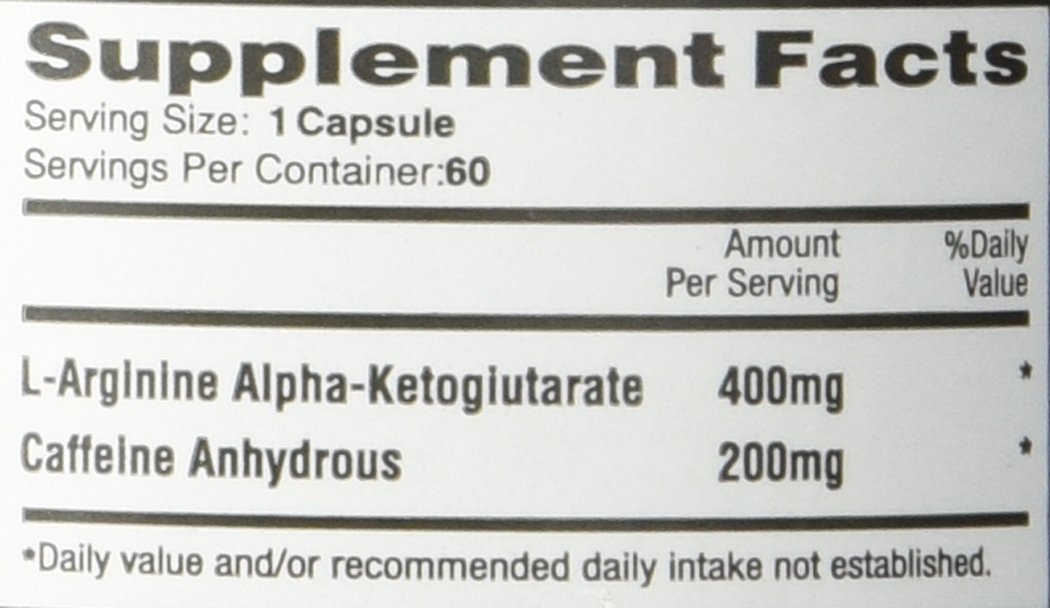 Supplement Facts
Serving Size: 1 Capsule
Servings Per Container:60
Amount %Daily
Per Serving Value
L-Arginine Alpha-Ketogiutarate 400mg *
Caffeine Anhydrous 200mg *
*Daily value and/or recommended daily intake not established.